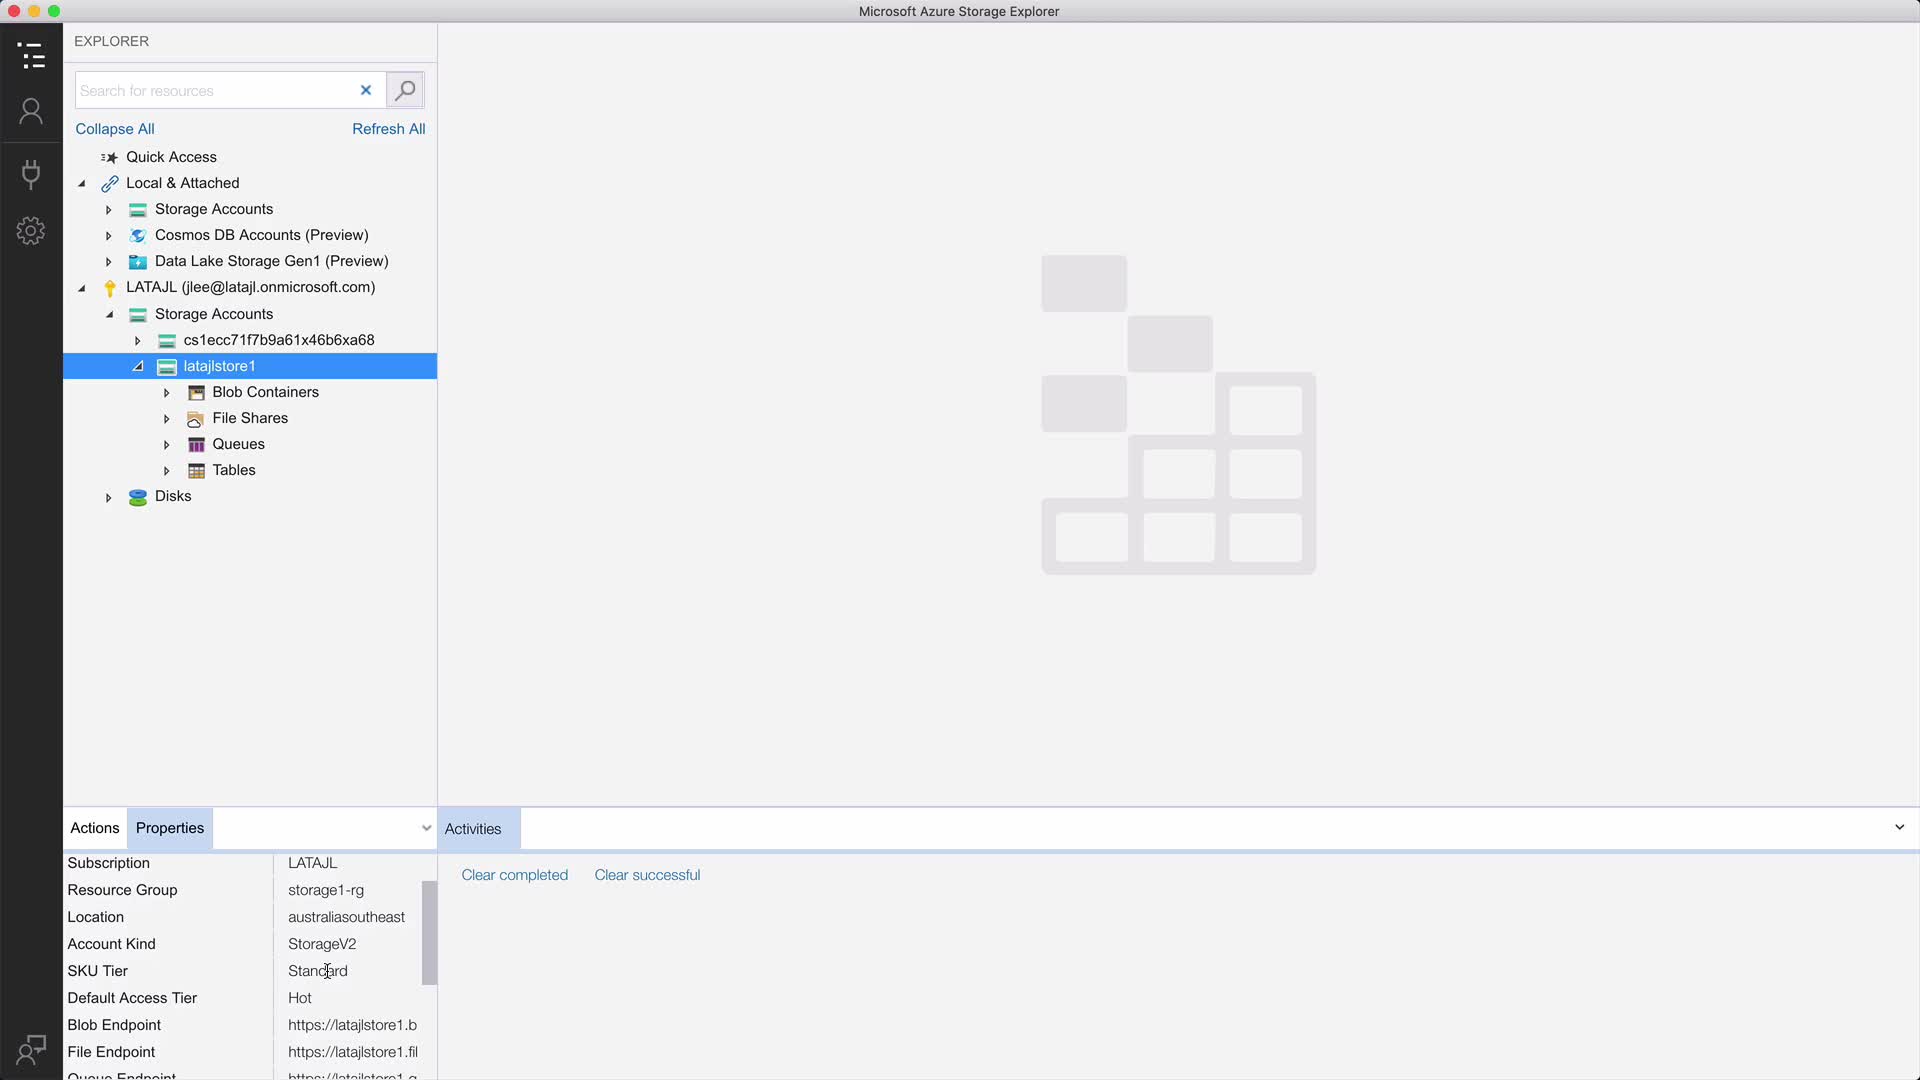 Microsoft Azure Storage Explorer
EXPLORER
Search for resources
Collapse All
Refresh All
Quick Access
Local & Attached
Storage Accounts
Cosmos DB Accounts (Preview)
Data Lake Storage Gen1 (Preview)
LATAJL (jlee@latajl.onmicrosoft.com)
Storage Accounts
cs1ecc71f7b9a61x46b6xa68
latajlstore1
Blob Containers
File Shares
Queues
Tables
Disks
Actions
Properties
Activities
Subscription LATAJL
Resource Group storage1-rg
Location australiasoutheast
Account Kind StorageV2
SKU Tier Standard
Default Access Tier Hot
Blob Endpoint https://latajlstore1.b
File Endpoint https://latajlstore1.fil
Queue Endpoint https://latajlstore1.q
Clear completed
Clear successful